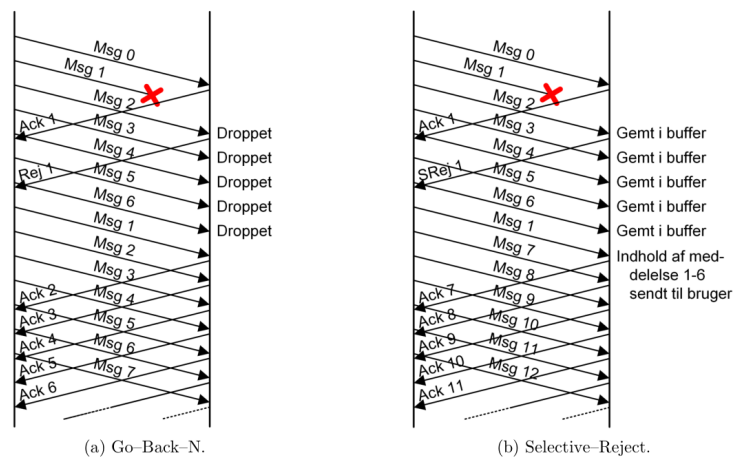 Msg 0
Msg 1
Msg 2
Ack 1
Msg 3
Droppet
Msg 4
Droppet
Rej 1
Msg 5
Droppet
Msg 6
Droppet
Msg 1
Droppet
Msg 2
Msg 3
Ack 2
Msg 4
Ack 3
Msg 5
Ack 4
Msg 6
Ack 5
Msg 7
Ack 6
(a) Go–Back–N.
Msg 0
Msg 1
Msg 2
Ack 1
Msg 3
Gemt i buffer
Msg 4
Gemt i buffer
SRej 1
Msg 5
Gemt i buffer
Msg 6
Gemt i buffer
Msg 1
Gemt i buffer
Msg 7
Indhold af med-
delelse 1-6
sendt til bruger
Msg 8
Ack 7
Msg 9
Ack 8
Msg 10
Ack 9
Msg 11
Ack 10
Msg 12
Ack 11
(b) Selective–Reject.